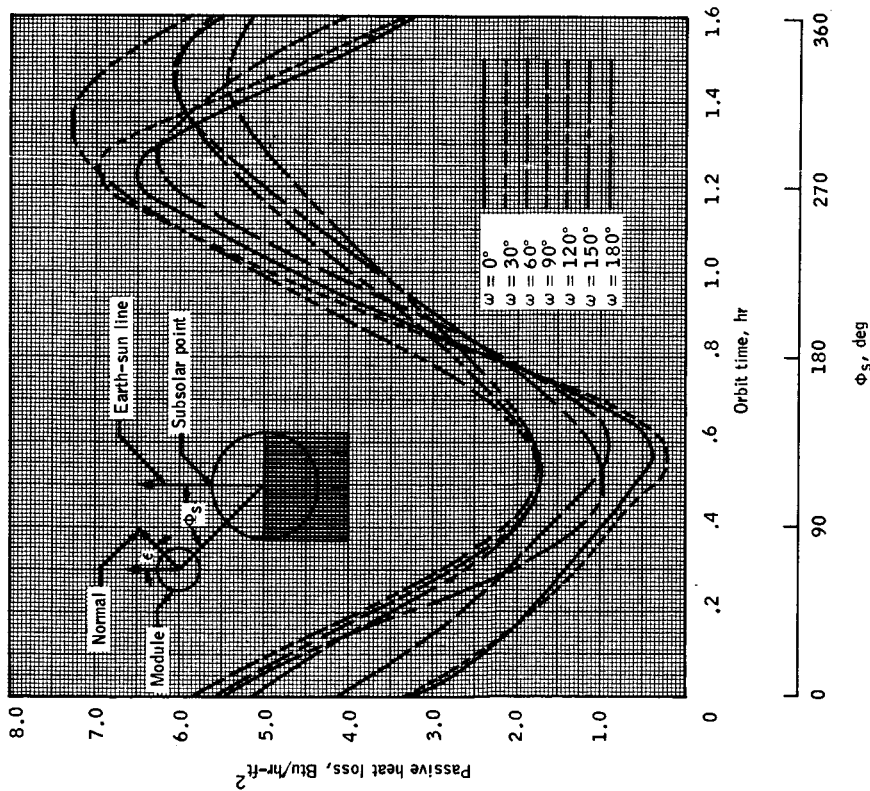 8.0
7.0
6.0
5.0
4.0
3.0
2.0
1.0
0
Passive heat loss, Btu/hr-ft²
Normal
Module
ϵ
Φs
Earth-sun line
Subsolar point
ω = 0°
ω = 30°
ω = 60°
ω = 90°
ω = 120°
ω = 150°
ω = 180°
.2 .4 .6 .8 1.0 1.2 1.4 1.6
Orbit time, hr
0 90 180 270 360
Φs, deg